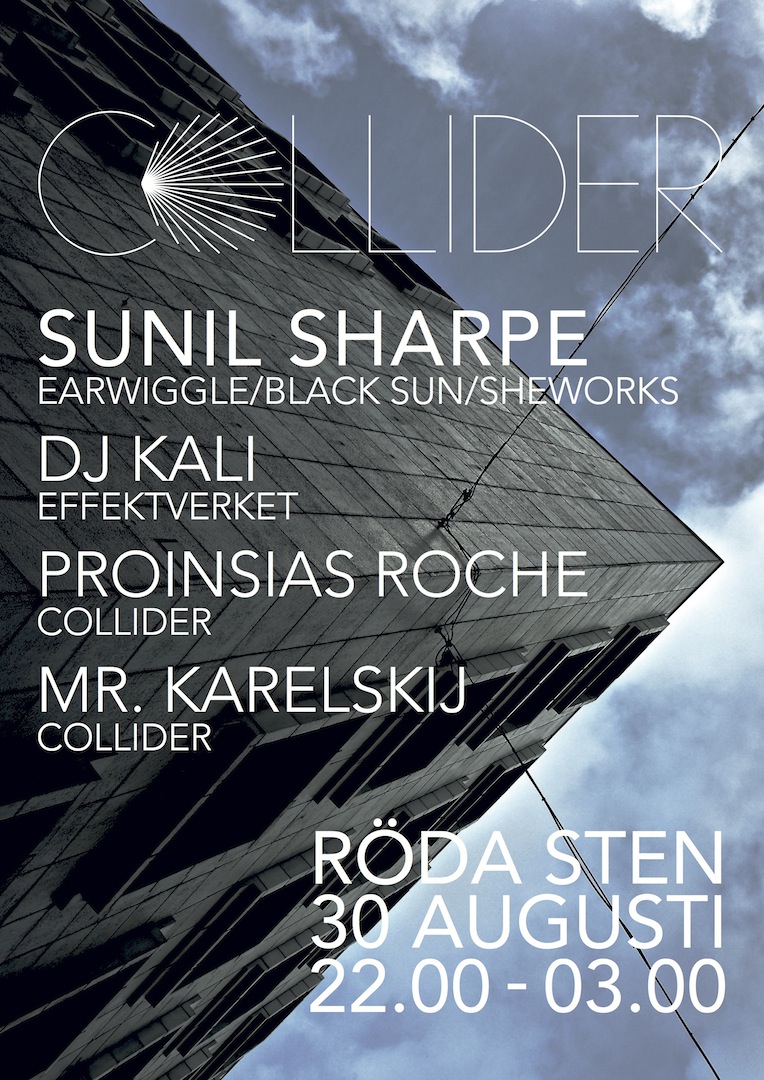 COLLIDER
SUNIL SHARPE
EARWIGGLE/BLACK SUN/SHEWORKS
DJ KALI
EFFEKTVERKET
PROINSIAS ROCHE
COLLIDER
MR. KARELSKIJ
COLLIDER
RÖDA STEN
30 AUGUSTI
22.00 - 03.00